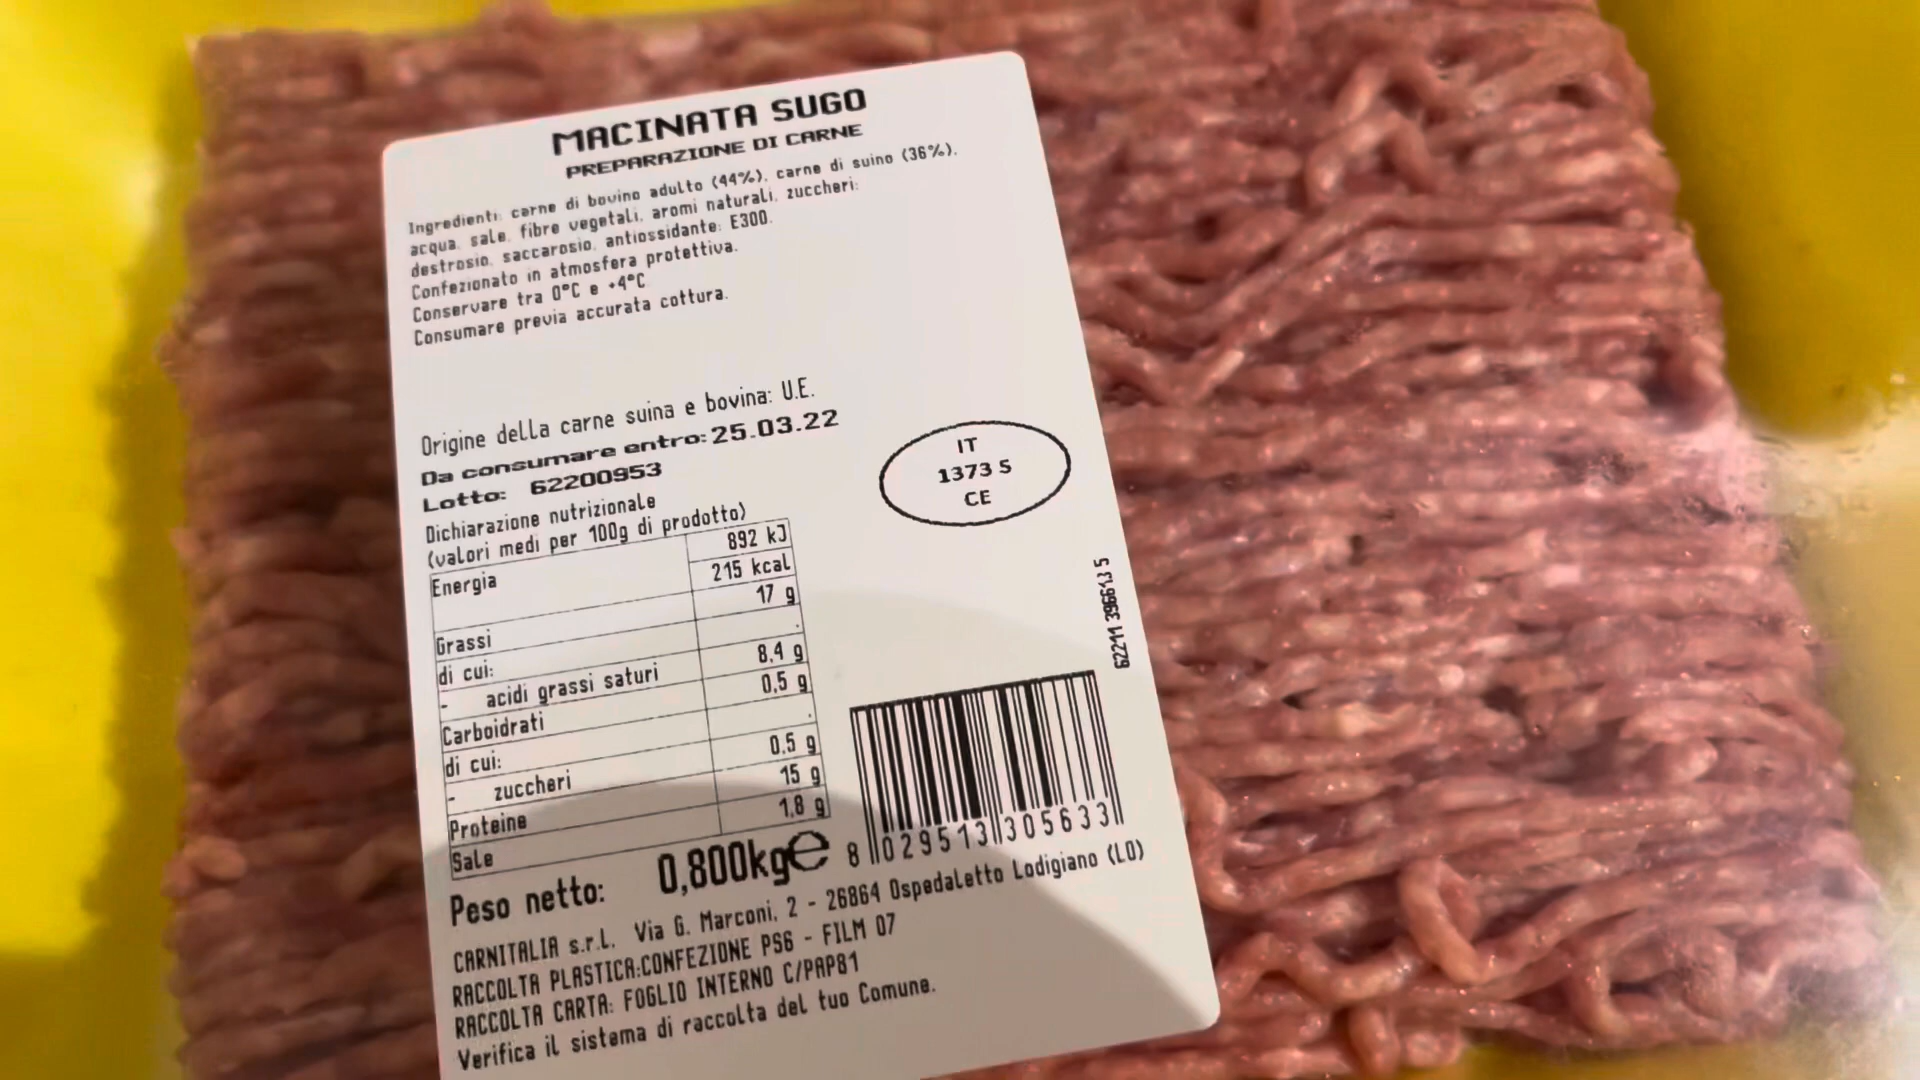 MACINATA SUGO
PREPARAZIONE DI CARNE
Ingredienti: carne di bovino adulto (44%), carne di suino (36%),
acqua, sale, fibre vegetali, aromi naturali, zuccheri:
destrosio, saccarosio, antiossidante: E300.
Confezionato in atmosfera protettiva.
Conservare tra 0°C e +4°C
Consumare previa accurata cottura.
Origine della carne suina e bovina: U.E.
Da consumare entro: 25.03.22
Lotto: 62200953
IT
1373 S
CE
Dichiarazione nutrizionale
(valori medi per 100g di prodotto)
Energia 892 kJ
215 kcal
Grassi 17 g
di cui: .
- acidi grassi saturi 8,4 g
Carboidrati 0,5 g
di cui: .
- zuccheri 0,5 g
Proteine 15 g
Sale 1,8 g
62211 396613 5
8 029513 305633
Peso netto: 0,800kg℮
CARNITALIA s.r.l. Via G. Marconi, 2 - 26864 Ospedaletto Lodigiano (LO)
RACCOLTA PLASTICA:CONFEZIONE PS6 - FILM 07
RACCOLTA CARTA: FOGLIO INTERNO C/PAP81
Verifica il sistema di raccolta del tuo Comune.